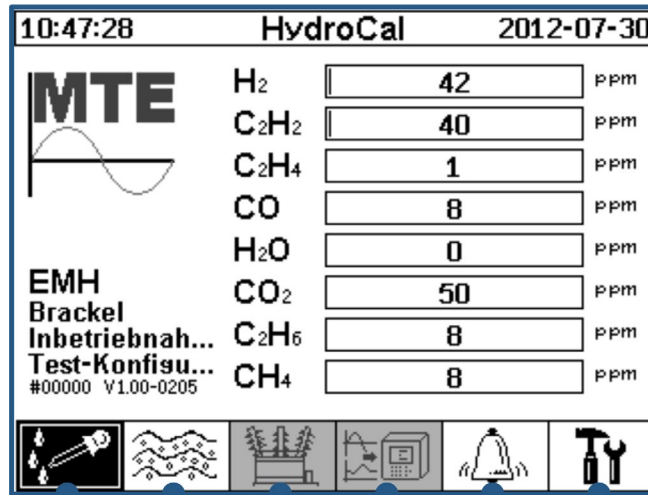 10:47:28 HydroCal 2012-07-30
MTE
H₂ 42 ppm
C₂H₂ 40 ppm
C₂H₄ 1 ppm
CO 8 ppm
H₂O 0 ppm
CO₂ 50 ppm
C₂H₆ 8 ppm
CH₄ 8 ppm
EMH
Brackel
Inbetriebnah...
Test-Konfigu...
#00000 V1.00-0205